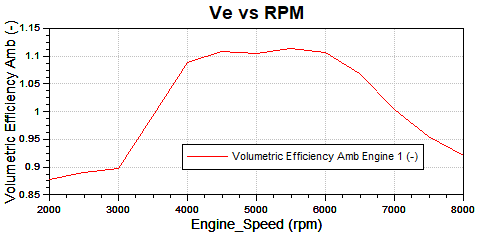 Ve vs RPM
Volumetric Efficiency Amb (-)
1.15
1.1
1.05
1
0.95
0.9
0.85
Volumetric Efficiency Amb Engine 1 (-)
2000 3000 4000 5000 6000 7000 8000
Engine_Speed (rpm)